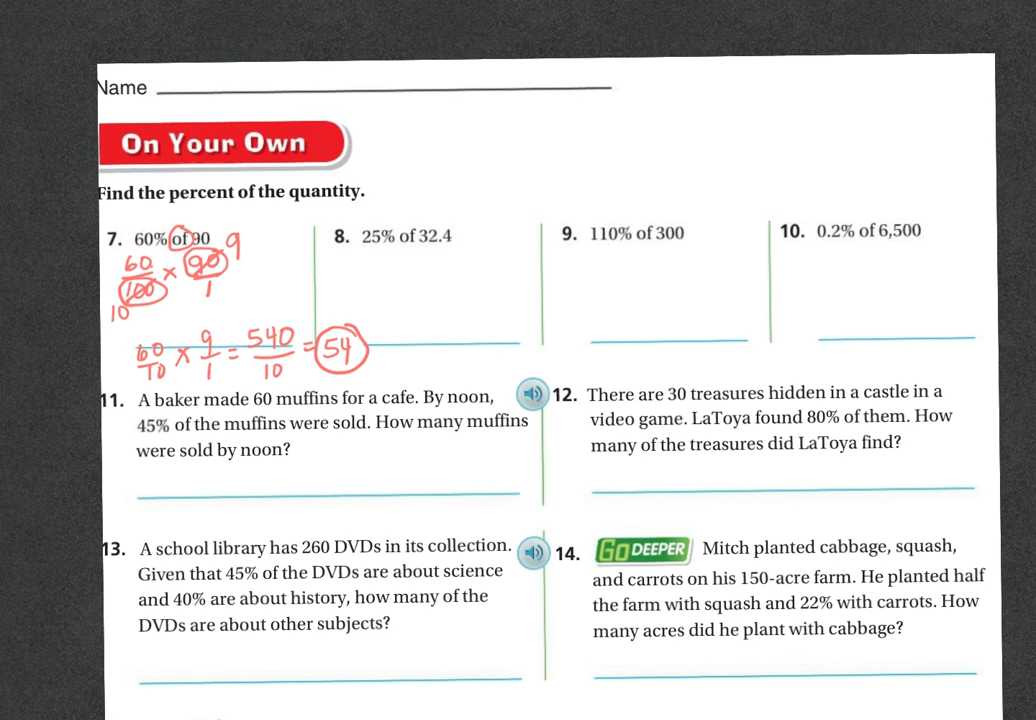 Name
On Your Own
Find the percent of the quantity.
7. 60% of 90
9
60/100 × 90/1
10
60/10 × 9/1 = 540/10 = 54
8. 25% of 32.4
9. 110% of 300
10. 0.2% of 6,500
11. A baker made 60 muffins for a cafe. By noon,
45% of the muffins were sold. How many muffins
were sold by noon?
12. There are 30 treasures hidden in a castle in a
video game. LaToya found 80% of them. How
many of the treasures did LaToya find?
13. A school library has 260 DVDs in its collection.
Given that 45% of the DVDs are about science
and 40% are about history, how many of the
DVDs are about other subjects?
14. GO DEEPER Mitch planted cabbage, squash,
and carrots on his 150-acre farm. He planted half
the farm with squash and 22% with carrots. How
many acres did he plant with cabbage?